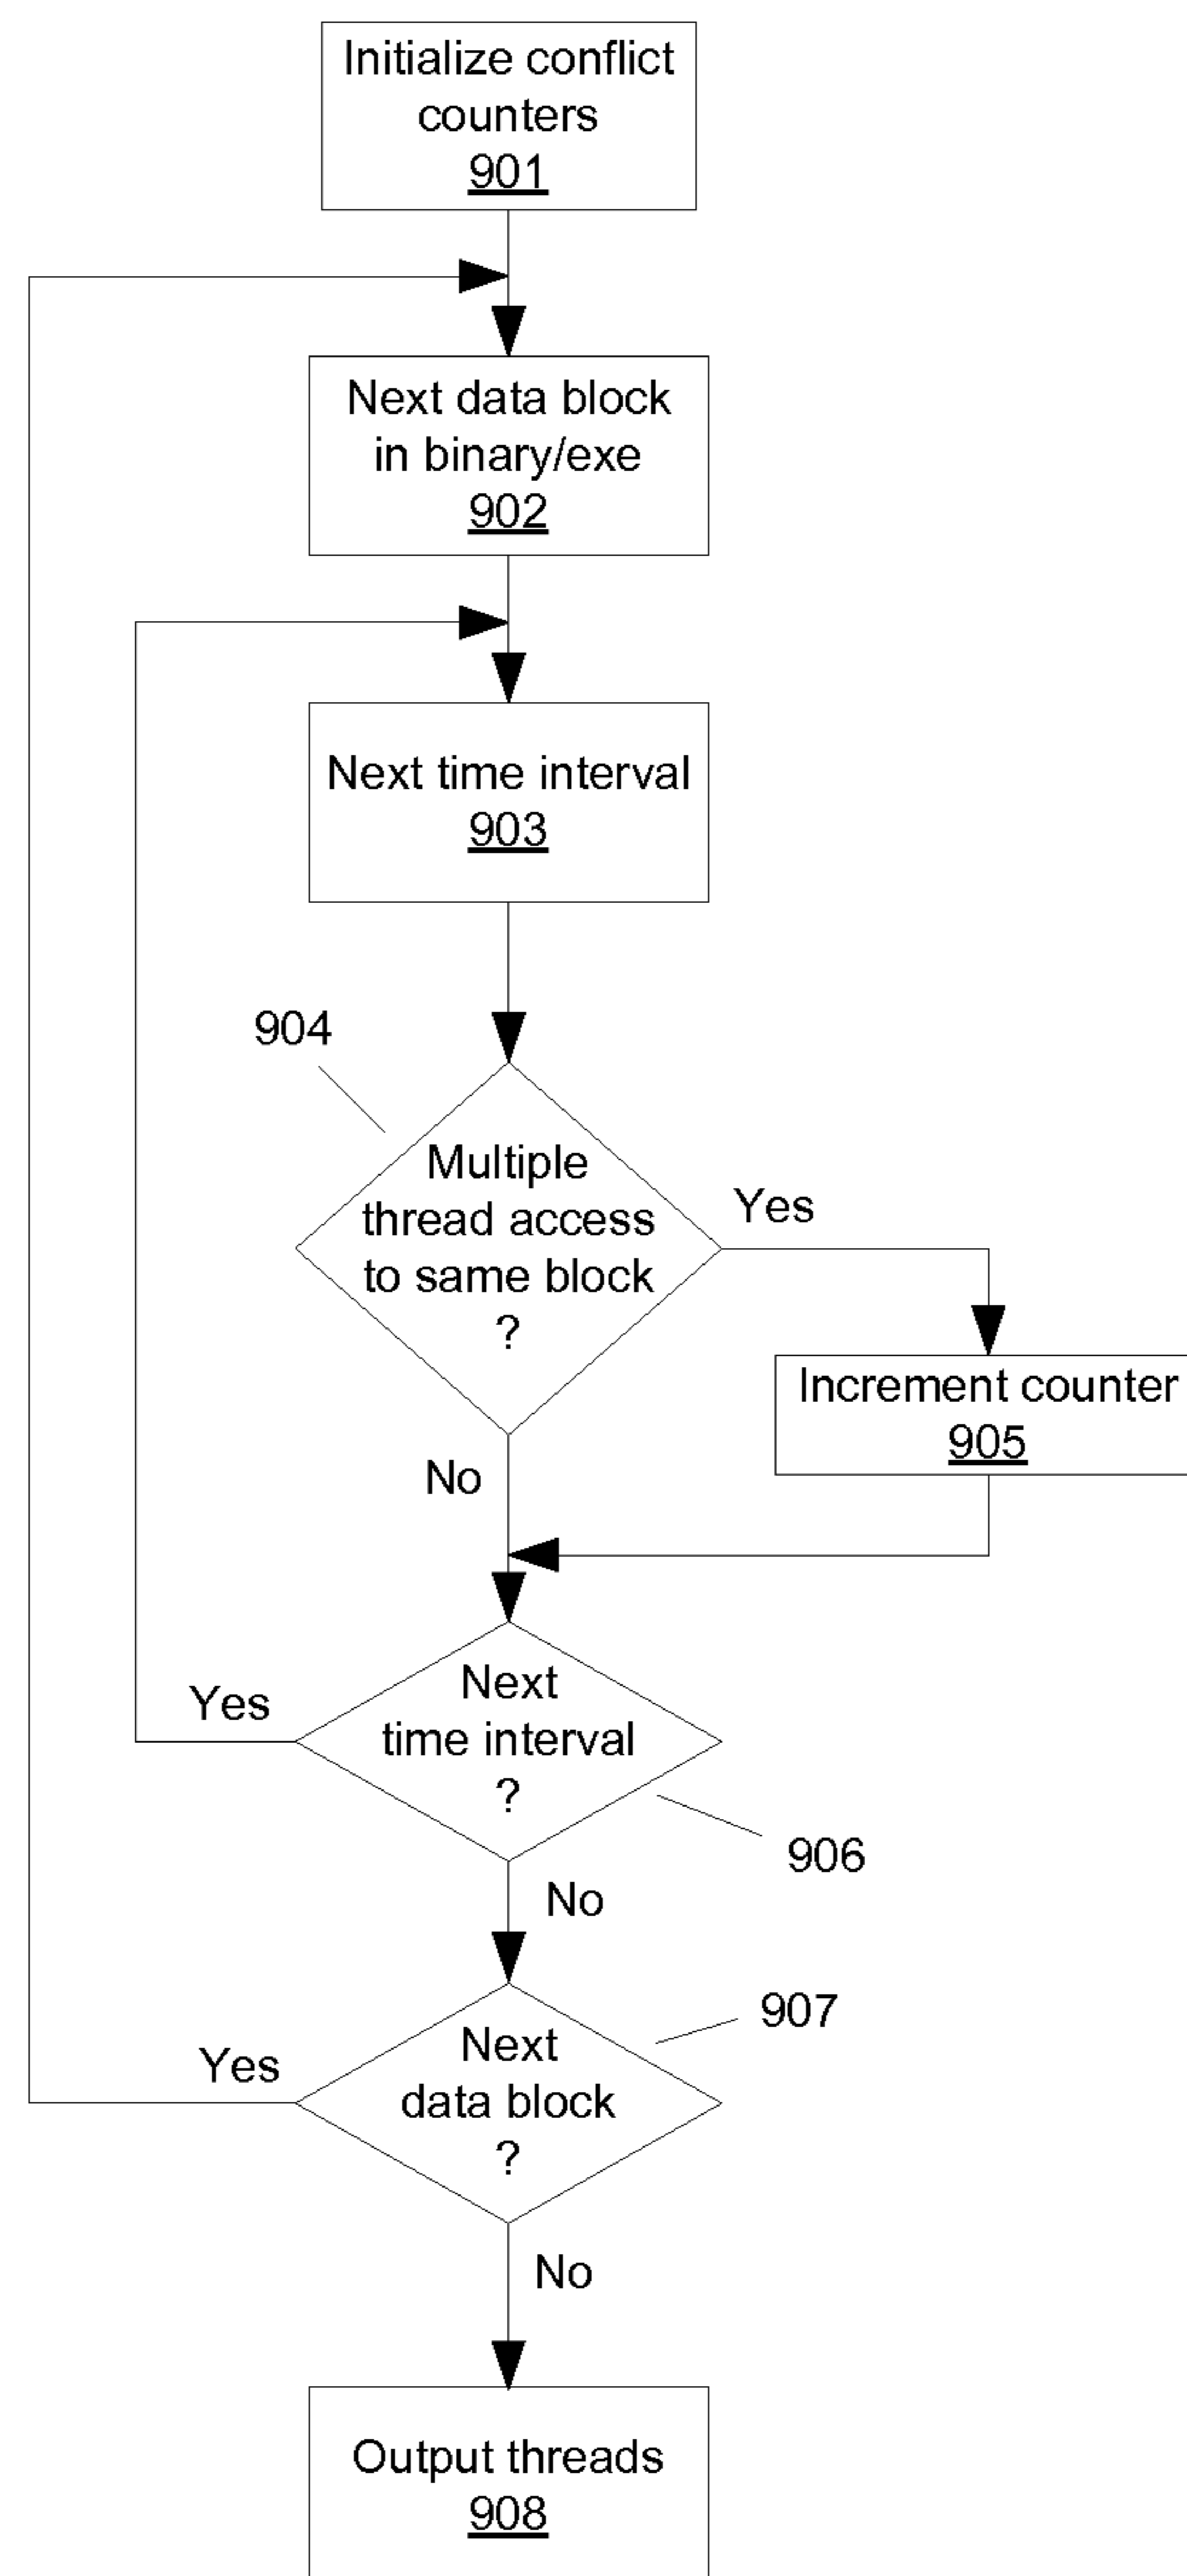 Initialize conflict
counters
901
Next data block
in binary/exe
902
Next time interval
903
904
Multiple
thread access
to same block
?
Yes
Increment counter
905
No
Next
time interval
?
Yes
906
No
907
Next
data block
?
Yes
No
Output threads
908